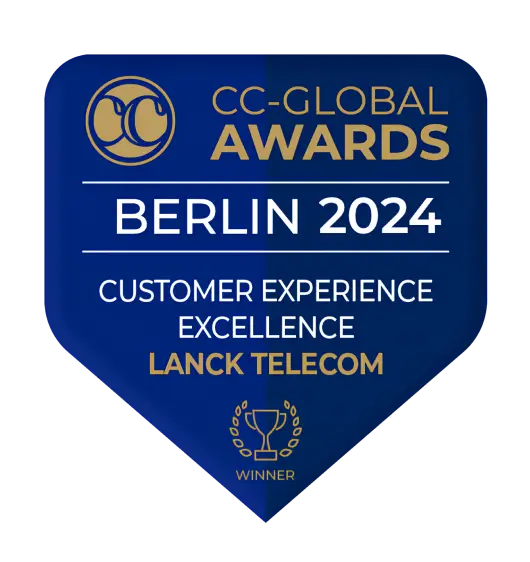 CC-GLOBAL
AWARDS
BERLIN 2024
CUSTOMER EXPERIENCE
EXCELLENCE
LANCK TELECOM
WINNER